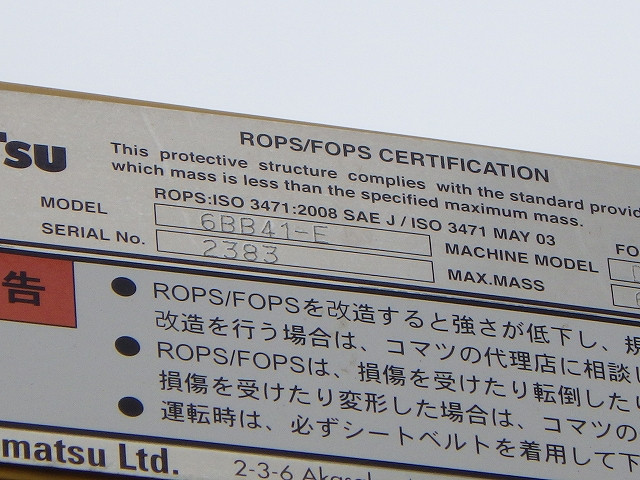 ROPS/FOPS CERTIFICATION
This protective structure complies with the standard
which mass is less than the specified maximum mass.
ROPS:ISO 3471:2008 SAE J / ISO 3471 MAY 03
MODEL 6BB41-E MACHINE MODEL
SERIAL No. 2383 MAX.MASS
告
● ROPS/FOPSを改造すると強さが低下し、規
改造を行う場合は、コマツの代理店に相談し
● ROPS/FOPSは、損傷を受けたり転倒したり
損傷を受けたり変形した場合は、コマツの
● 運転時は、必ずシートベルトを着用して下
matsu Ltd. 2-3-6